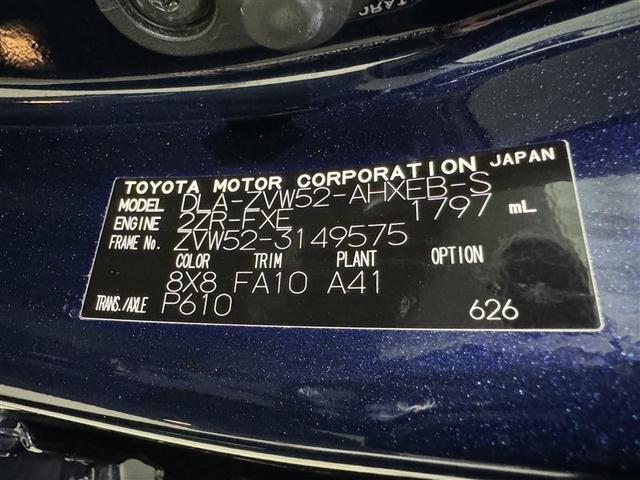 TOYOTA MOTOR CORPORATION JAPAN
MODEL DLA-ZVW52-AHXEB-S
ENGINE 2ZR-FXE 1797 mL
FRAME No. ZVW52-3149575
COLOR TRIM PLANT OPTION
8X8 FA10 A41
TRANS./AXLE P610 626